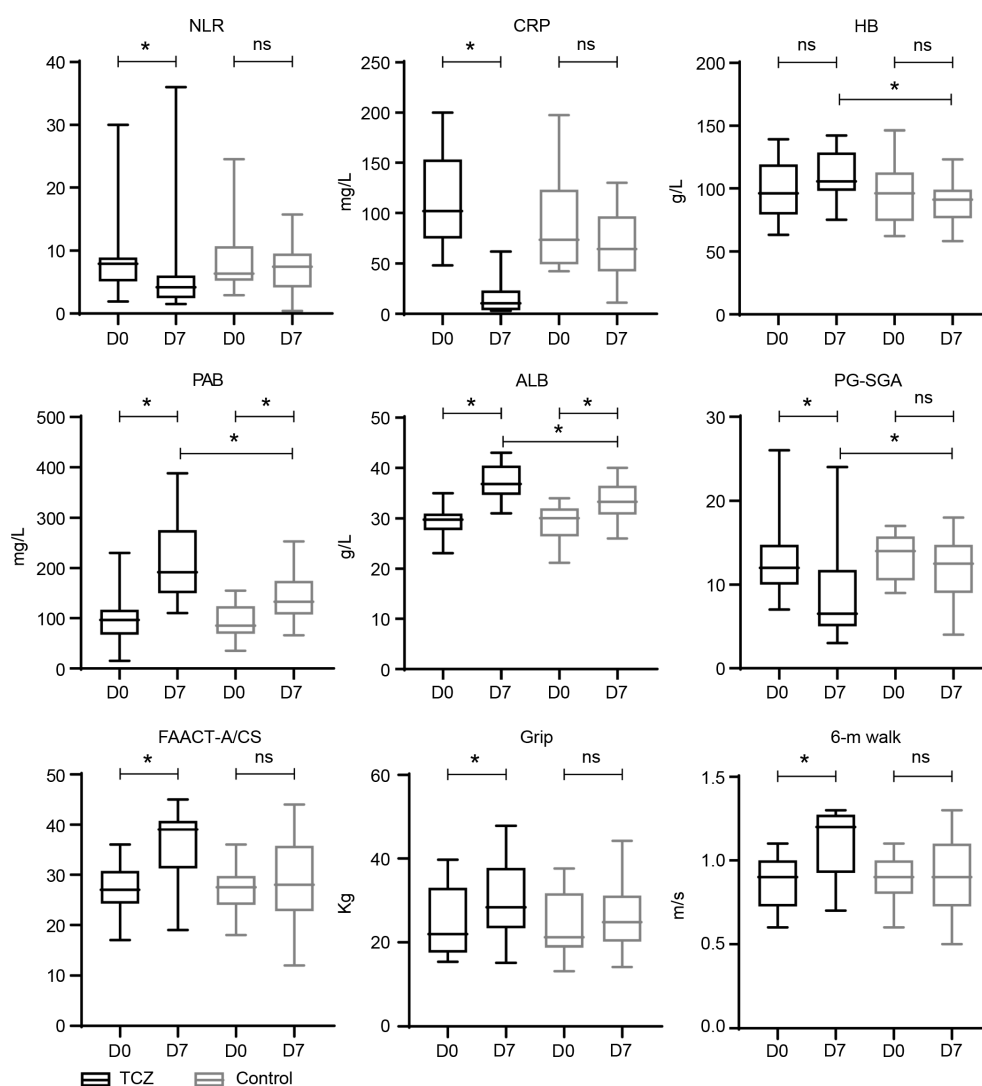 NLR
* ns
40
30
20
10
0
D0 D7 D0 D7
CRP
* ns
mg/L
250
200
150
100
50
0
D0 D7 D0 D7
HB
ns ns
*
g/L
200
150
100
50
0
D0 D7 D0 D7
PAB
* *
*
mg/L
500
400
300
200
100
0
D0 D7 D0 D7
ALB
* *
*
g/L
50
40
30
20
10
0
D0 D7 D0 D7
PG-SGA
* ns
*
30
20
10
0
D0 D7 D0 D7
FAACT-A/CS
* ns
50
40
30
20
10
0
D0 D7 D0 D7
Grip
* ns
Kg
60
40
20
0
D0 D7 D0 D7
6-m walk
* ns
m/s
1.5
1.0
0.5
0.0
D0 D7 D0 D7
TCZ Control